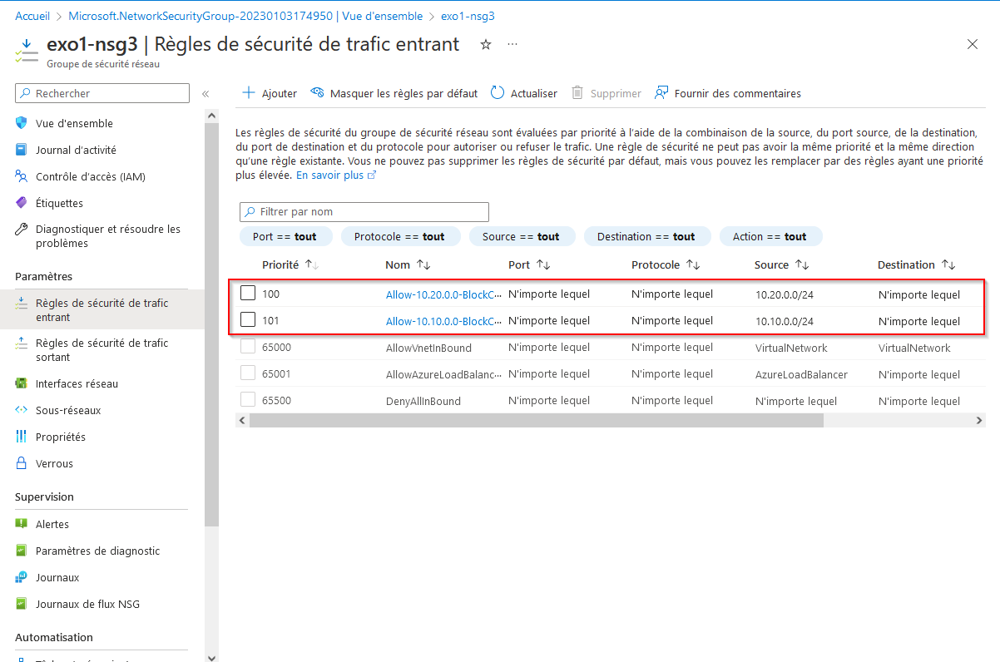 Accueil > Microsoft.NetworkSecurityGroup-20230103174950 | Vue d'ensemble > exo1-nsg3
exo1-nsg3 | Règles de sécurité de trafic entrant
Groupe de sécurité réseau
Rechercher
Ajouter Masquer les règles par défaut Actualiser Supprimer Fournir des commentaires
Vue d'ensemble
Journal d'activité
Contrôle d'accès (IAM)
Étiquettes
Diagnostiquer et résoudre les
problèmes
Paramètres
Règles de sécurité de trafic
entrant
Règles de sécurité de trafic
sortant
Interfaces réseau
Sous-réseaux
Propriétés
Verrous
Supervision
Alertes
Paramètres de diagnostic
Journaux
Journaux de flux NSG
Automatisation
Les règles de sécurité du groupe de sécurité réseau sont évaluées par priorité à l'aide de la combinaison de la source, du port source, de la destination,
du port de destination et du protocole pour autoriser ou refuser le trafic. Une règle de sécurité ne peut pas avoir la même priorité et la même direction
qu'une règle existante. Vous ne pouvez pas supprimer les règles de sécurité par défaut, mais vous pouvez les remplacer par des règles ayant une priorité
plus élevée. En savoir plus
Filtrer par nom
Port == tout Protocole == tout Source == tout Destination == tout Action == tout
Priorité Nom Port Protocole Source Destination
100 Allow-10.20.0.0-BlockC... N'importe lequel N'importe lequel 10.20.0.0/24 N'importe lequel
101 Allow-10.10.0.0-BlockC... N'importe lequel N'importe lequel 10.10.0.0/24 N'importe lequel
65000 AllowVnetInBound N'importe lequel N'importe lequel VirtualNetwork VirtualNetwork
65001 AllowAzureLoadBalanc... N'importe lequel N'importe lequel AzureLoadBalancer N'importe lequel
65500 DenyAllInBound N'importe lequel N'importe lequel N'importe lequel N'importe lequel